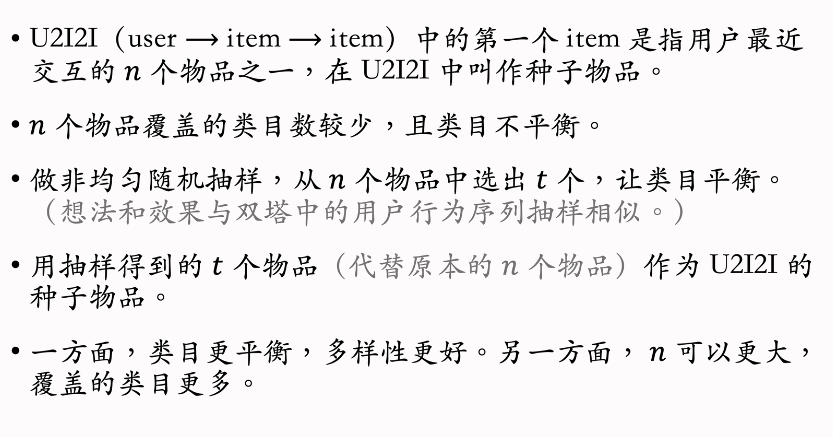 • U2I2I（user ⟶ item ⟶ item）中的第一个 item 是指用户最近
交互的 n 个物品之一，在 U2I2I 中叫作种子物品。
• n 个物品覆盖的类目数较少，且类目不平衡。
• 做非均匀随机抽样，从 n 个物品中选出 t 个，让类目平衡。
（想法和效果与双塔中的用户行为序列抽样相似。）
• 用抽样得到的 t 个物品（代替原本的 n 个物品）作为 U2I2I 的
种子物品。
• 一方面，类目更平衡，多样性更好。另一方面， n 可以更大，
覆盖的类目更多。